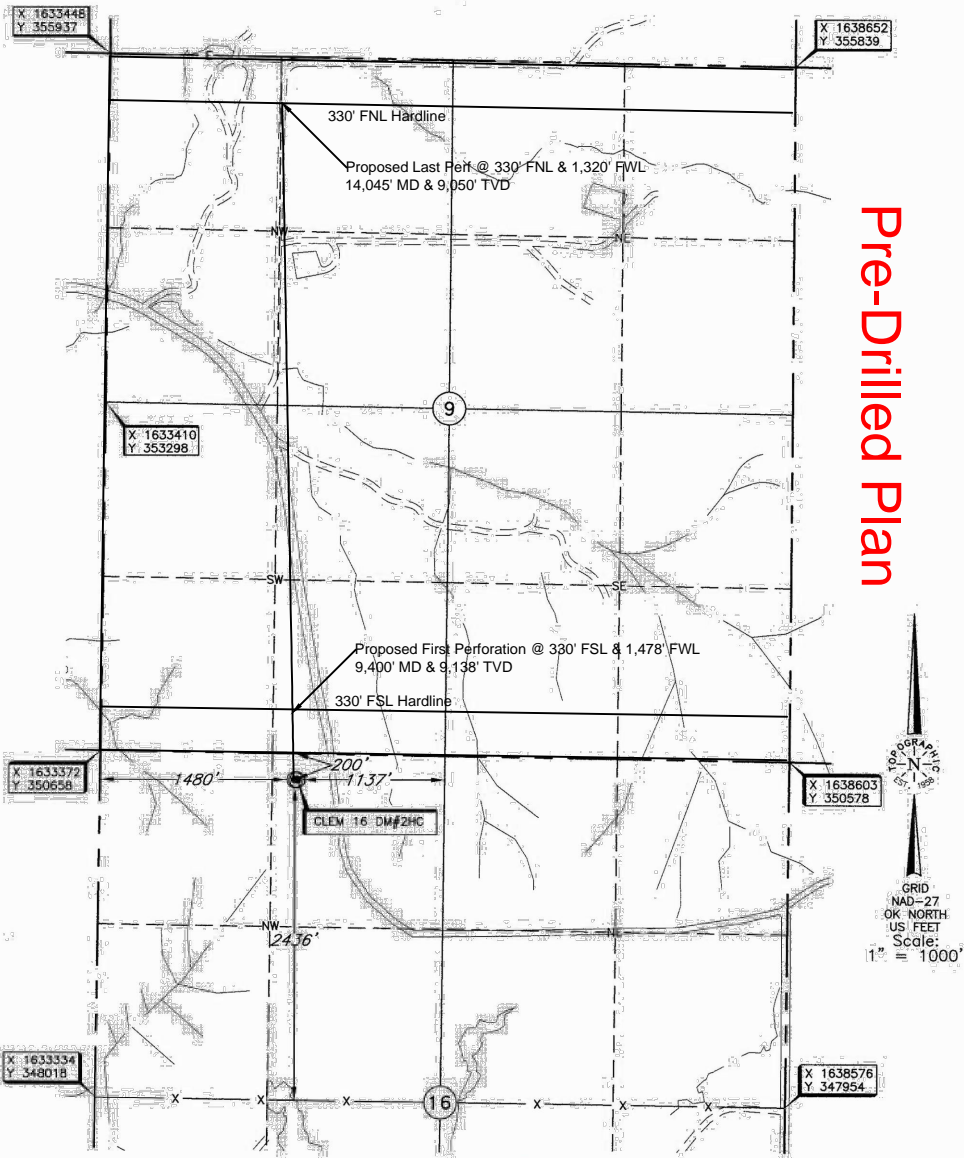 X 1633448
Y 355937
X 1638652
Y 355839
330' FNL Hardline
Proposed Last Perf @ 330' FNL & 1,320' FWL
14,045' MD & 9,050' TVD
NW
NE
Pre-Drilled Plan
9
X 1633410
Y 353298
SW
SE
Proposed First Perforation @ 330' FSL & 1,478' FWL
9,400' MD & 9,138' TVD
330' FSL Hardline
TOPOGRAPHIC
N
EST. 1958
X 1633372
Y 350658
1480'
200'
1137'
X 1638603
Y 350578
CLEM 16 DM#2HC
GRID
NAD-27
OK NORTH
US FEET
Scale:
1" = 1000'
NW
NE
2436'
X 1633334
Y 348018
X X X X X X
16
X 1638576
Y 347954